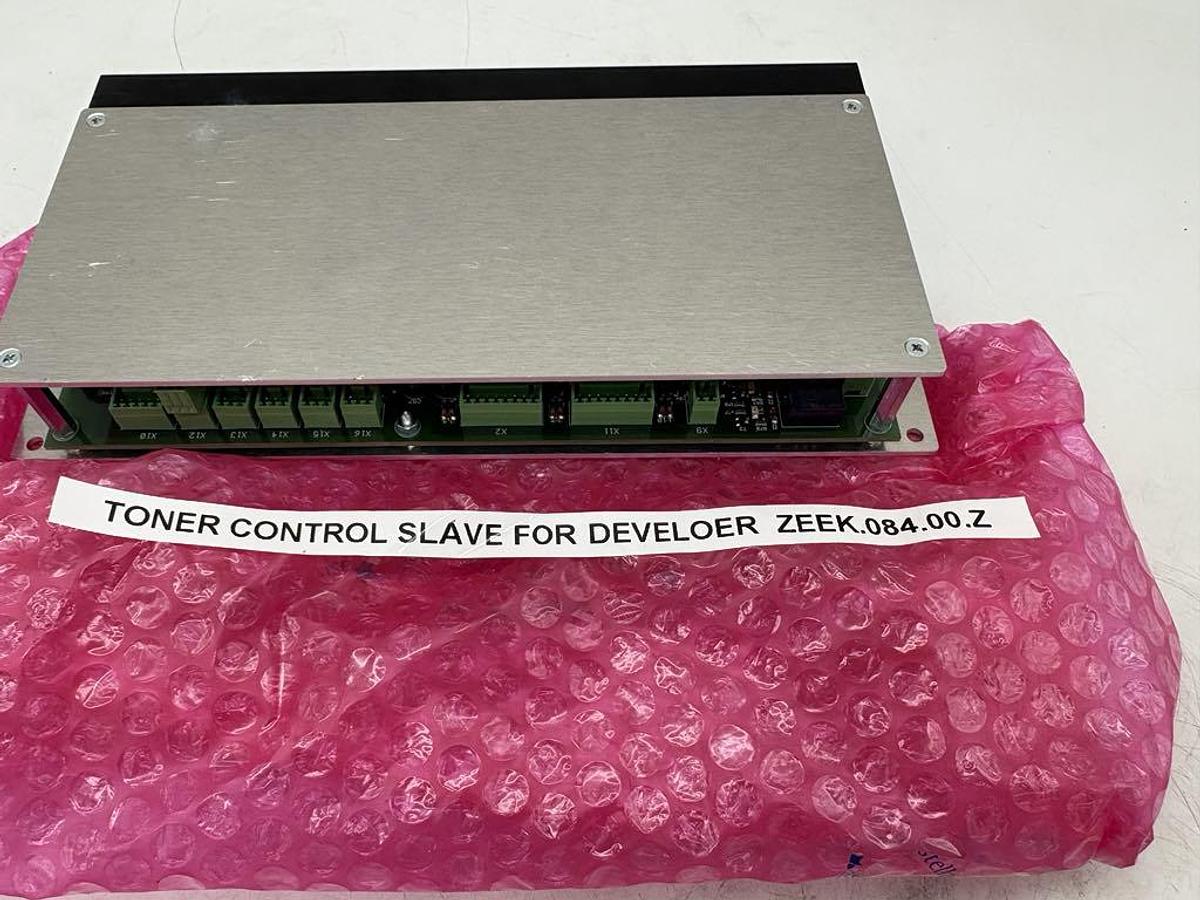 X10 X12 X13 X14 X15 X16 X2 X11 X9
TONER CONTROL SLAVE FOR DEVELOER ZEEK.084.00.Z